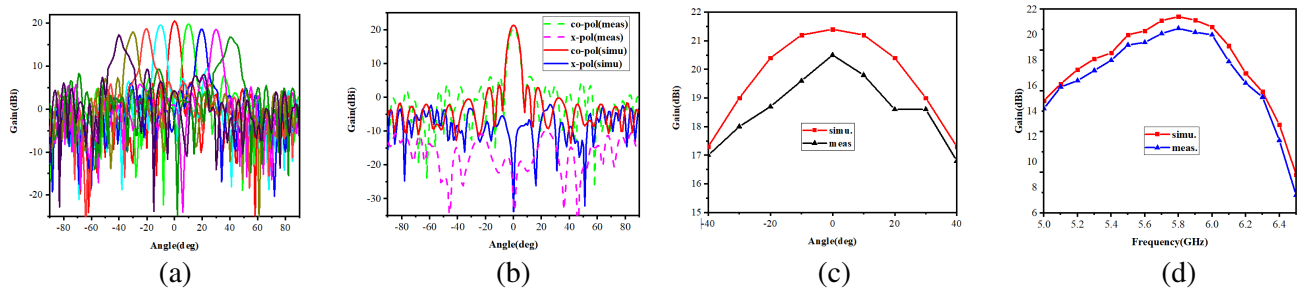 Gain(dBi)
20
10
0
-10
-20
-80 -60 -40 -20 0 20 40 60 80
Angle(deg)
(a)
Gain(dBi)
20
10
0
-10
-20
-30
co-pol(meas)
x-pol(meas)
co-pol(simu)
x-pol(simu)
-80 -60 -40 -20 0 20 40 60 80
Angle(deg)
(b)
Gain(dBi)
22
21
20
19
18
17
16
15
simu.
meas
-40 -20 0 20 40
Angle(deg)
(c)
Gain(dBi)
22
20
18
16
14
12
10
8
6
simu.
meas.
5.0 5.2 5.4 5.6 5.8 6.0 6.2 6.4
Frequency(GHz)
(d)